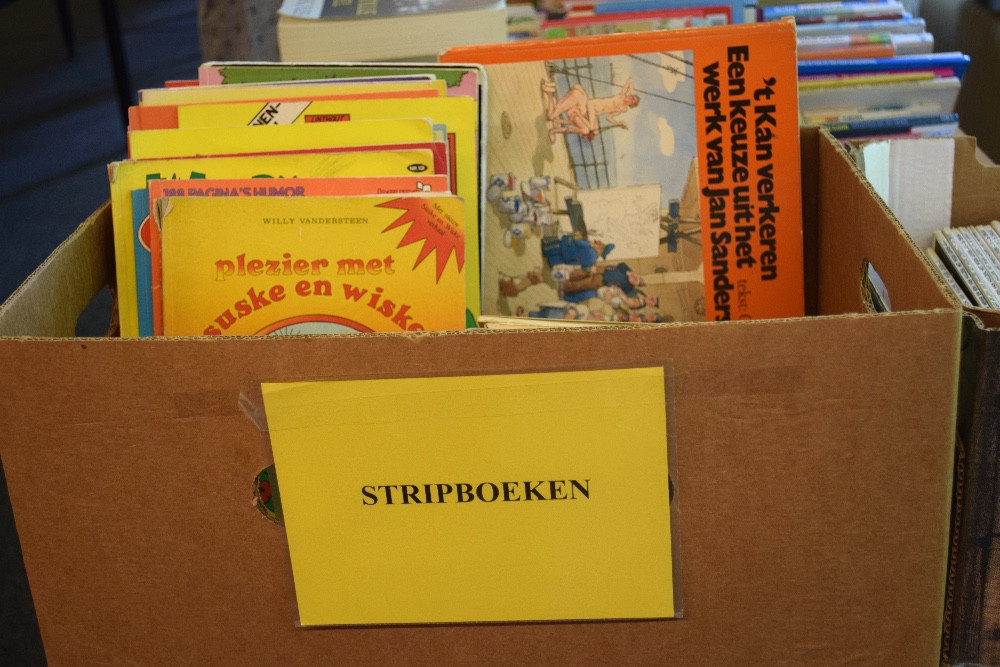 WILLY VANDERSTEEN
plezier met
suske en wiske
188 PAGINA'S HUMOR
't Kan verkeren
Een keuze uit het
werk van Jan Sanders
tekst:
STRIPBOEKEN